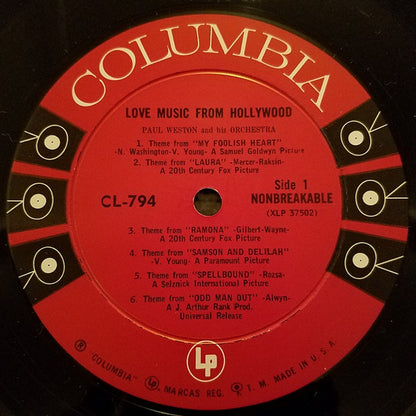 COLUMBIA
LOVE MUSIC FROM HOLLYWOOD
PAUL WESTON and his ORCHESTRA
1. Theme from "MY FOOLISH HEART"
-N. Washington-V. Young- A Samuel Goldwyn Picture
2. Theme from "LAURA" -Mercer-Raksin-
A 20th Century Fox Picture
CL-794
Side 1
NONBREAKABLE
(XLP 37502)
3. Theme from "RAMONA" -Gilbert-Wayne-
A 20th Century Fox Picture
4. Theme from "SAMSON AND DELILAH"
-V. Young- A Paramount Picture
5. Theme from "SPELLBOUND" -Rozsa-
A Selznick International Picture
6. Theme from "ODD MAN OUT" -Alwyn-
A J. Arthur Rank Prod.
Universal Release
LP
® "COLUMBIA" MARCAS REG. ® T. M. MADE IN U.S.A.